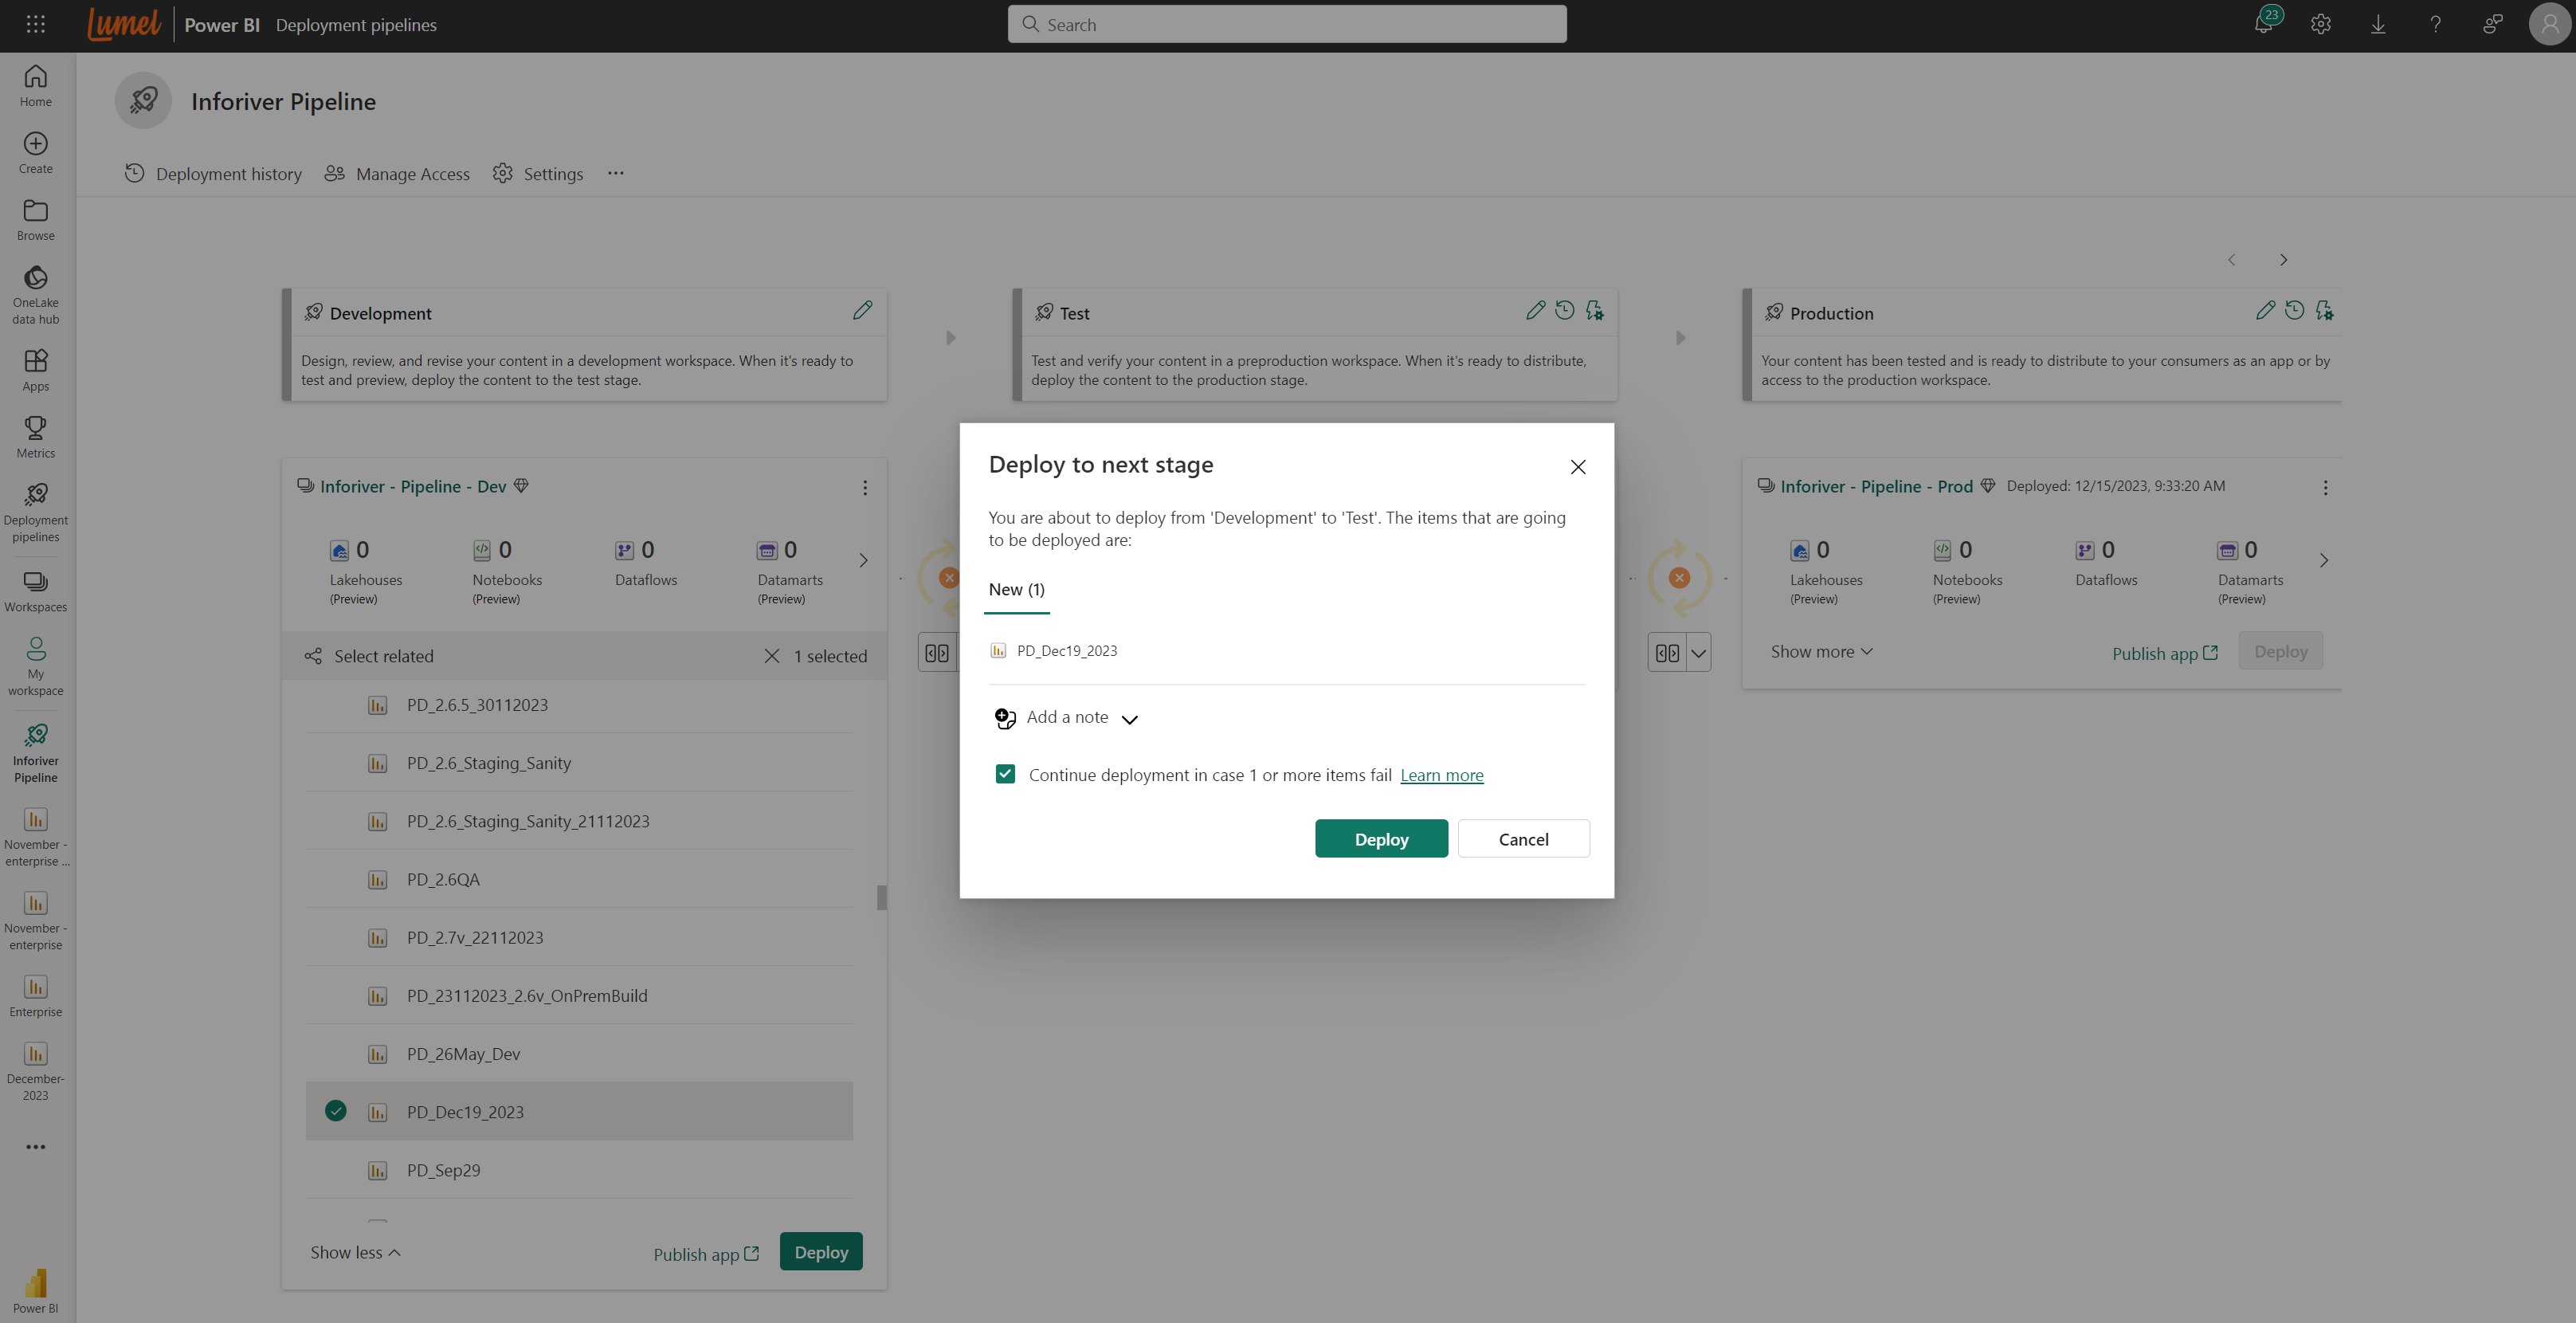 Lumel Power BI Deployment pipelines
Search
23
Home
Create
Browse
OneLake
data hub
Apps
Metrics
Deployment
pipelines
Workspaces
My
workspace
Inforiver
Pipeline
November -
enterprise ...
November -
enterprise
Enterprise
December-
2023
Power BI
Inforiver Pipeline
Deployment history Manage Access Settings
Development
Design, review, and revise your content in a development workspace. When it's ready to
test and preview, deploy the content to the test stage.
Test
Test and verify your content in a preproduction workspace. When it's ready to distribute,
deploy the content to the production stage.
Production
Your content has been tested and is ready to distribute to your consumers as an app or by
access to the production workspace.
Inforiver - Pipeline - Dev
0 0 0 0
Lakehouses Notebooks Dataflows Datamarts
(Preview) (Preview) (Preview)
Select related 1 selected
PD_2.6.5_30112023
PD_2.6_Staging_Sanity
PD_2.6_Staging_Sanity_21112023
PD_2.6QA
PD_2.7v_22112023
PD_23112023_2.6v_OnPremBuild
PD_26May_Dev
PD_Dec19_2023
PD_Sep29
Show less Publish app Deploy
Deploy to next stage
You are about to deploy from 'Development' to 'Test'. The items that are going
to be deployed are:
New (1)
PD_Dec19_2023
Add a note
Continue deployment in case 1 or more items fail Learn more
Deploy Cancel
Inforiver - Pipeline - Prod Deployed: 12/15/2023, 9:33:20 AM
0 0 0 0
Lakehouses Notebooks Dataflows Datamarts
(Preview) (Preview) (Preview)
Show more Publish app Deploy